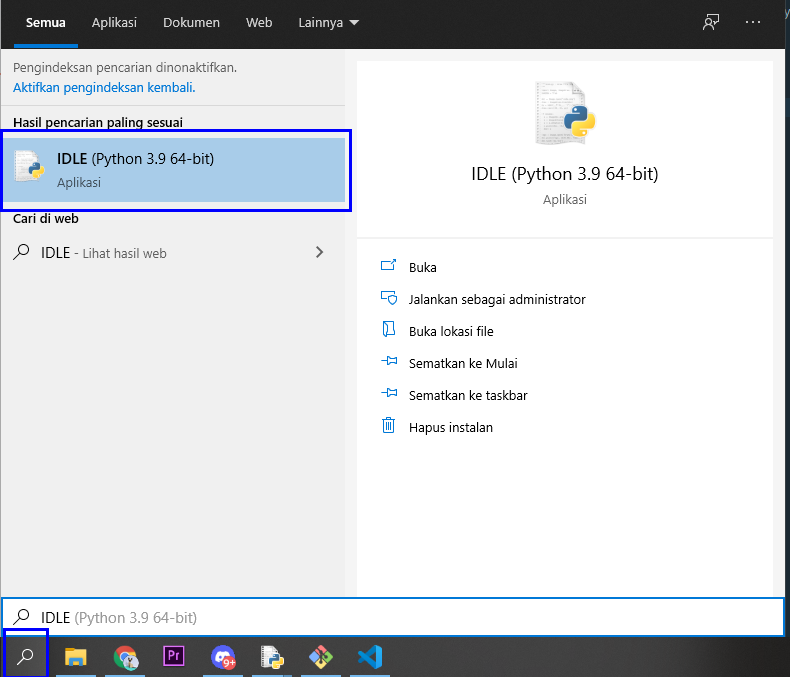 Semua Aplikasi Dokumen Web Lainnya
Pengindeksan pencarian dinonaktifkan.
Aktifkan pengindeksan kembali.
Hasil pencarian paling sesuai
IDLE (Python 3.9 64-bit)
Aplikasi
Cari di web
IDLE - Lihat hasil web
IDLE (Python 3.9 64-bit)
Aplikasi
Buka
Jalankan sebagai administrator
Buka lokasi file
Sematkan ke Mulai
Sematkan ke taskbar
Hapus instalan
IDLE (Python 3.9 64-bit)
Pr 9+